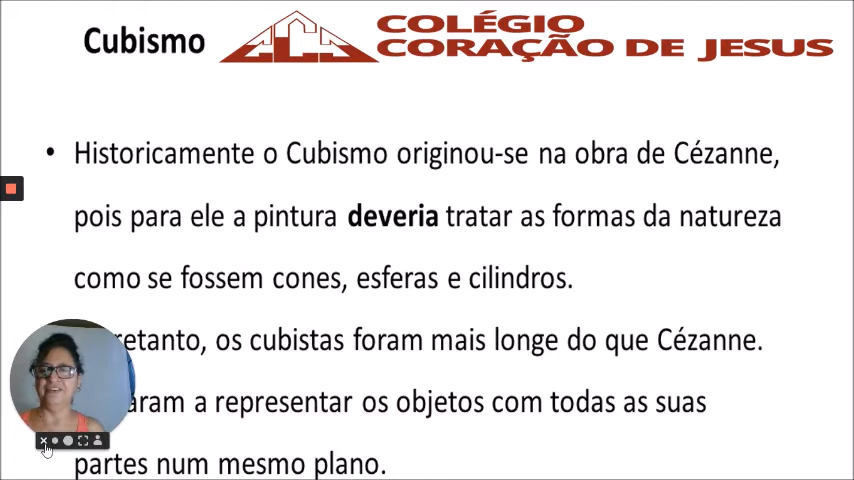 Cubismo
COLÉGIO
CORAÇÃO DE JESUS
• Historicamente o Cubismo originou-se na obra de Cézanne,
pois para ele a pintura deveria tratar as formas da natureza
como se fossem cones, esferas e cilindros.
retanto, os cubistas foram mais longe do que Cézanne.
aram a representar os objetos com todas as suas
partes num mesmo plano.